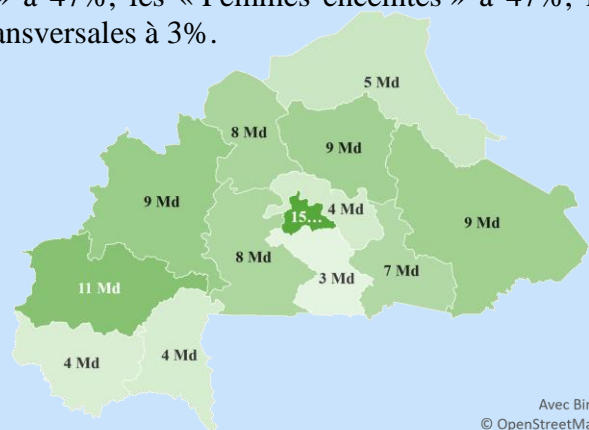 » à 47%, les « Femmes enceintes » à 47%,
ansversales à 3%.
5 Md
8 Md
9 Md
9 Md
15…
4 Md
9 Md
8 Md
7 Md
3 Md
11 Md
4 Md
4 Md
Avec Bin
© OpenStreetMa